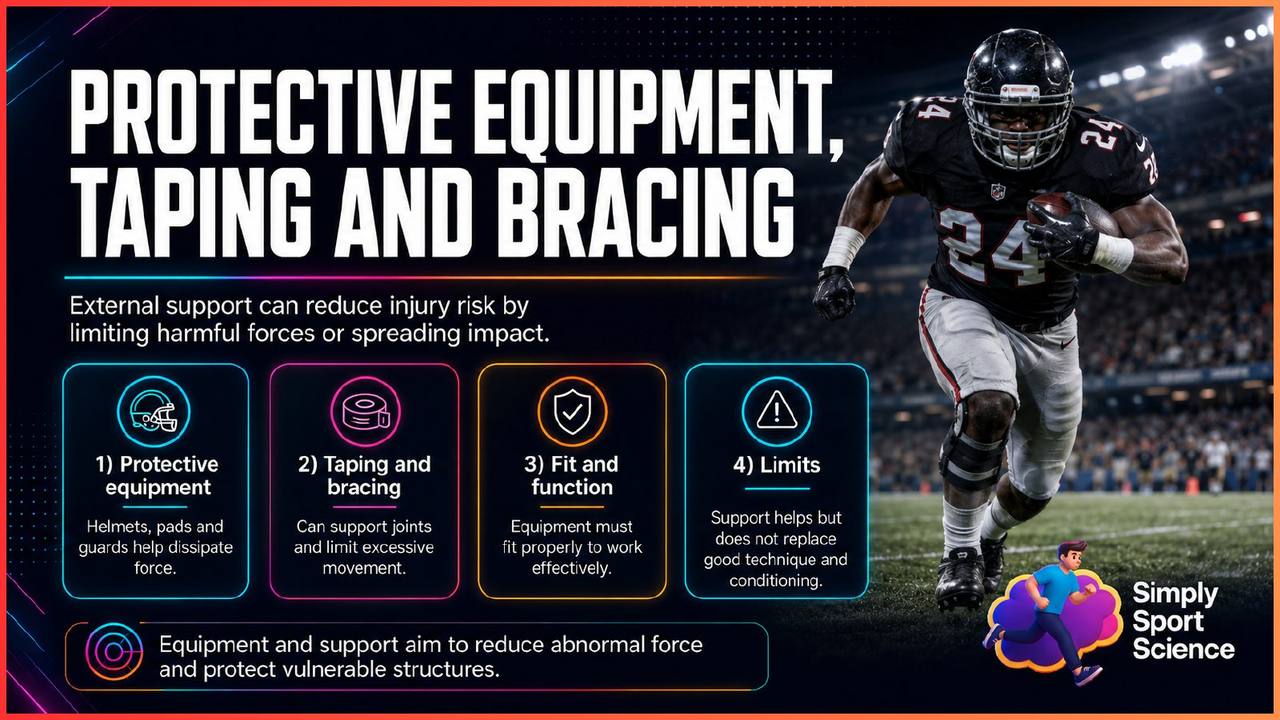 PROTECTIVE EQUIPMENT,
TAPING AND BRACING
External support can reduce injury risk by
limiting harmful forces or spreading impact.
1) Protective
equipment
Helmets, pads and
guards help dissipate
force.
2) Taping and
bracing
Can support joints
and limit excessive
movement.
3) Fit and
function
Equipment must
fit properly to work
effectively.
4) Limits
Support helps but
does not replace
good technique and
conditioning.
Equipment and support aim to reduce abnormal force
and protect vulnerable structures.
24
24
24
Simply
Sport
Science